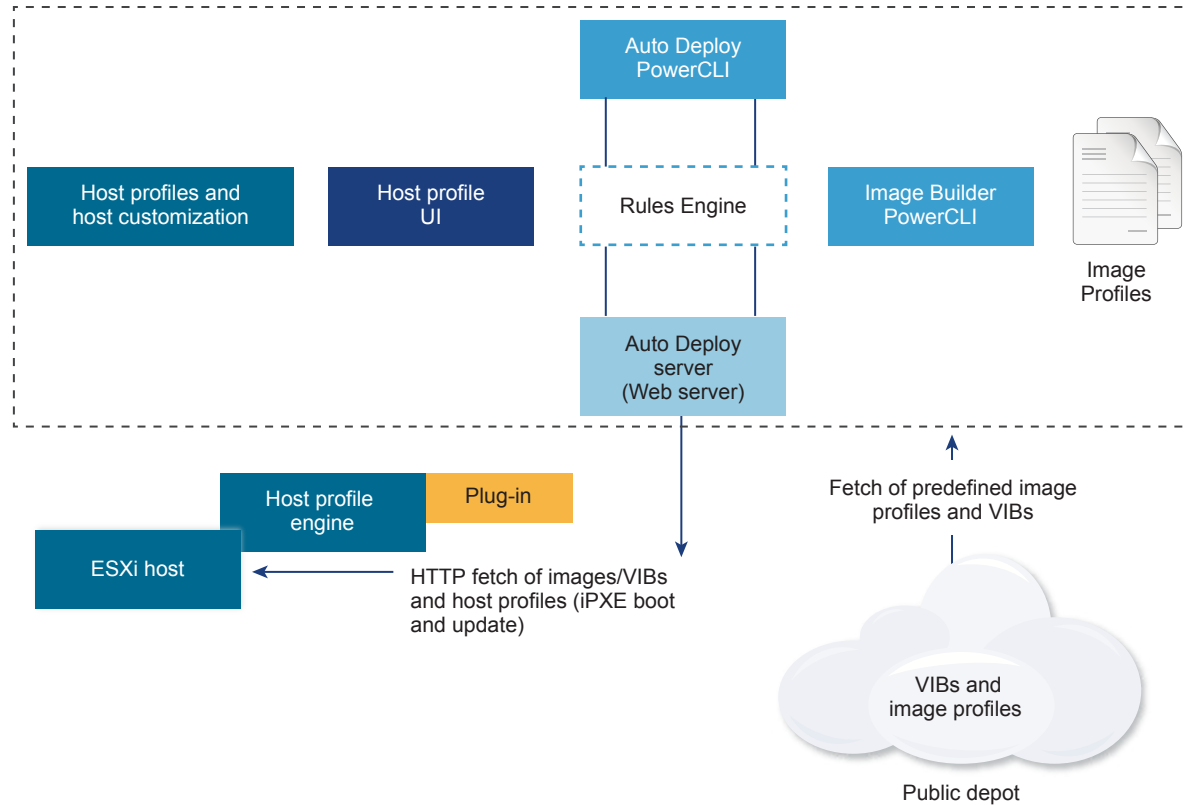 Auto Deploy
PowerCLI
Host profiles and
host customization
Host profile
UI
Rules Engine
Image Builder
PowerCLI
Image
Profiles
Auto Deploy
server
(Web server)
Host profile
engine
Plug-in
ESXi host
HTTP fetch of images/VIBs
and host profiles (iPXE boot
and update)
Fetch of predefined image
profiles and VIBs
VIBs and
image profiles
Public depot